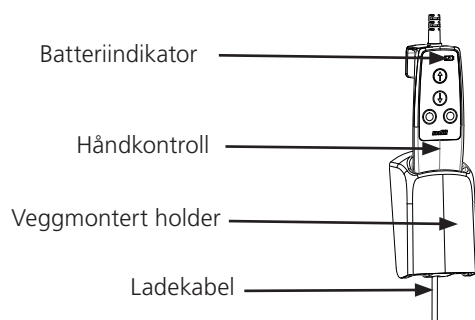 Batteriindikator
Håndkontroll
Veggmontert holder
Ladekabel